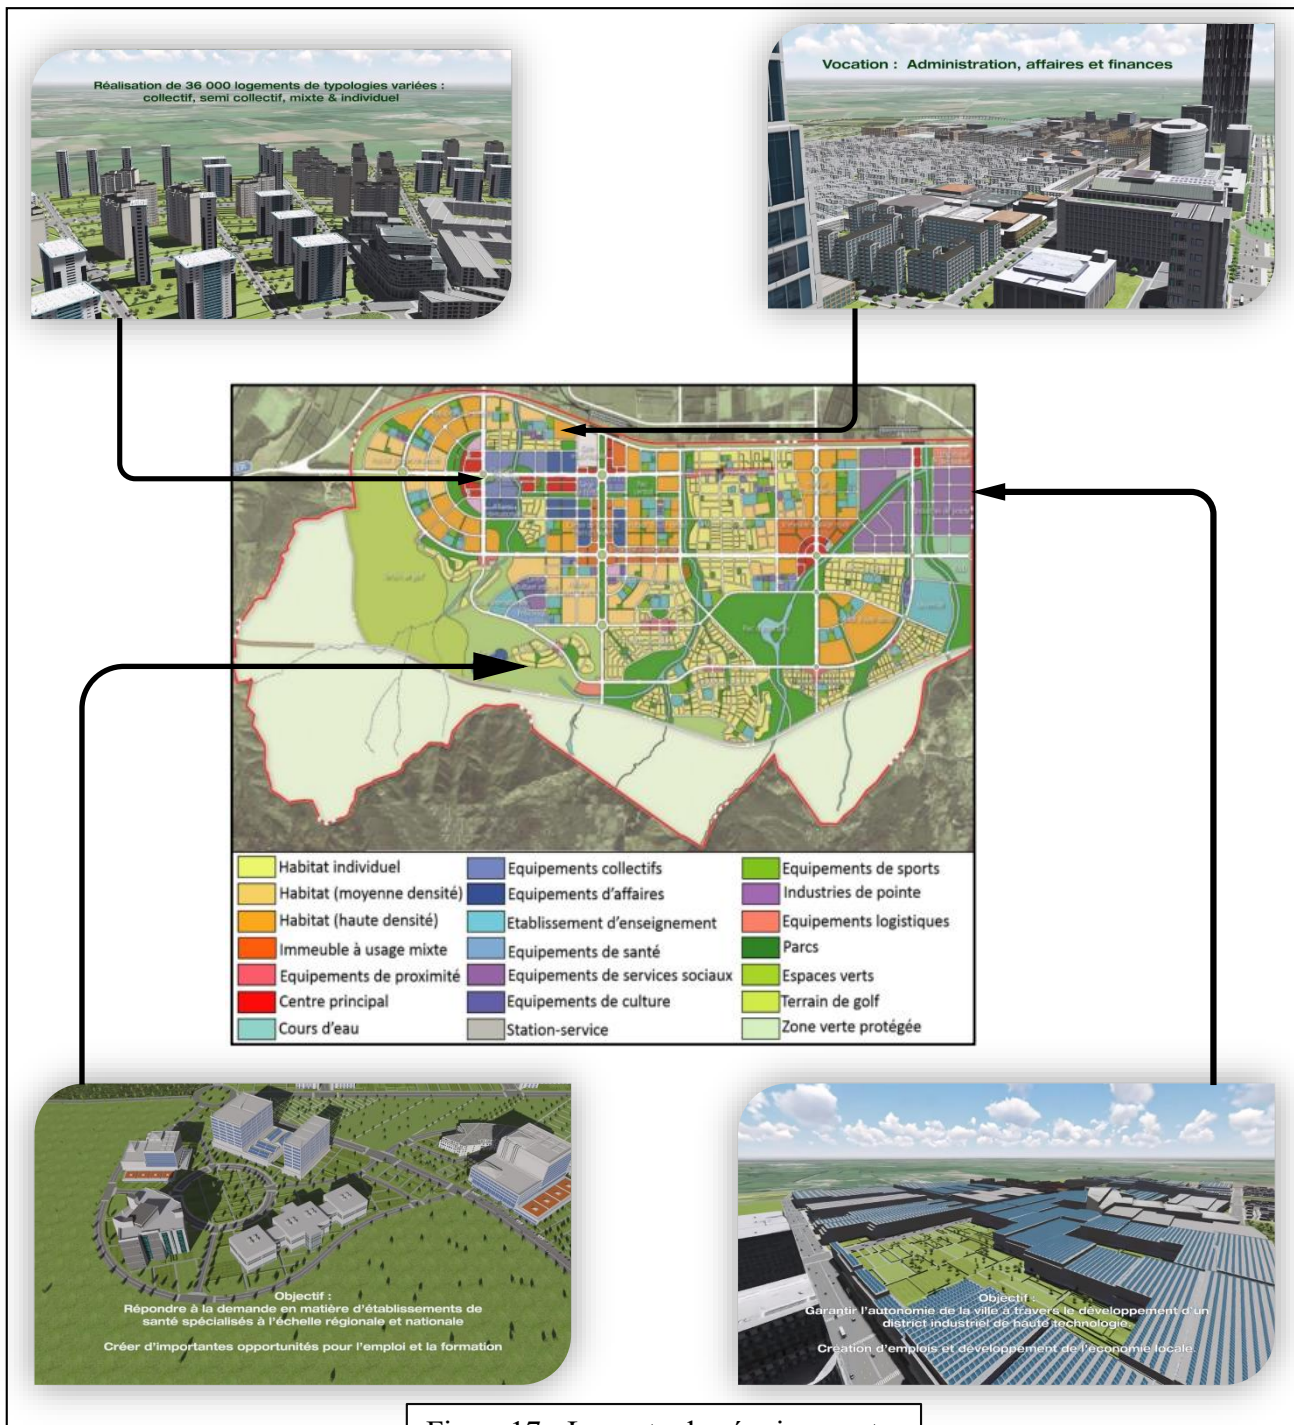 Réalisation de 36 000 logements de typologies variées :
collectif, semi collectif, mixte & individuel
Vocation : Administration, affaires et finances
Habitat individuel
Habitat (moyenne densité)
Habitat (haute densité)
Immeuble à usage mixte
Equipements de proximité
Centre principal
Cours d'eau
Equipements collectifs
Equipements d'affaires
Etablissement d'enseignement
Equipements de santé
Equipements de services sociaux
Equipements de culture
Station-service
Equipements de sports
Industries de pointe
Equipements logistiques
Parcs
Espaces verts
Terrain de golf
Zone verte protégée
Objectif :
Répondre à la demande en matière d'établissements de
santé spécialisés à l'échelle régionale et nationale
Créer d'importantes opportunités pour l'emploi et la formation
Objectif :
Garantir l'autonomie de la ville à travers le développement d'un
district industriel de haute technologie.
Création d'emplois et développement de l'économie locale.